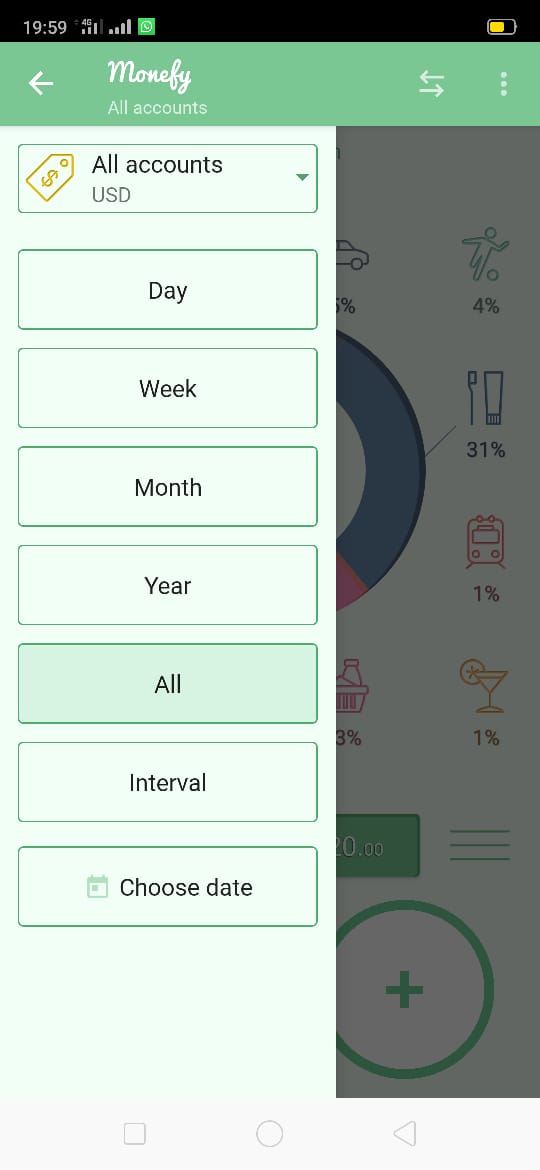 19:59 4G
Monefy
All accounts
All accounts
USD
Day
Week
Month
Year
All
Interval
Choose date
5%
4%
31%
1%
3%
1%
20.00